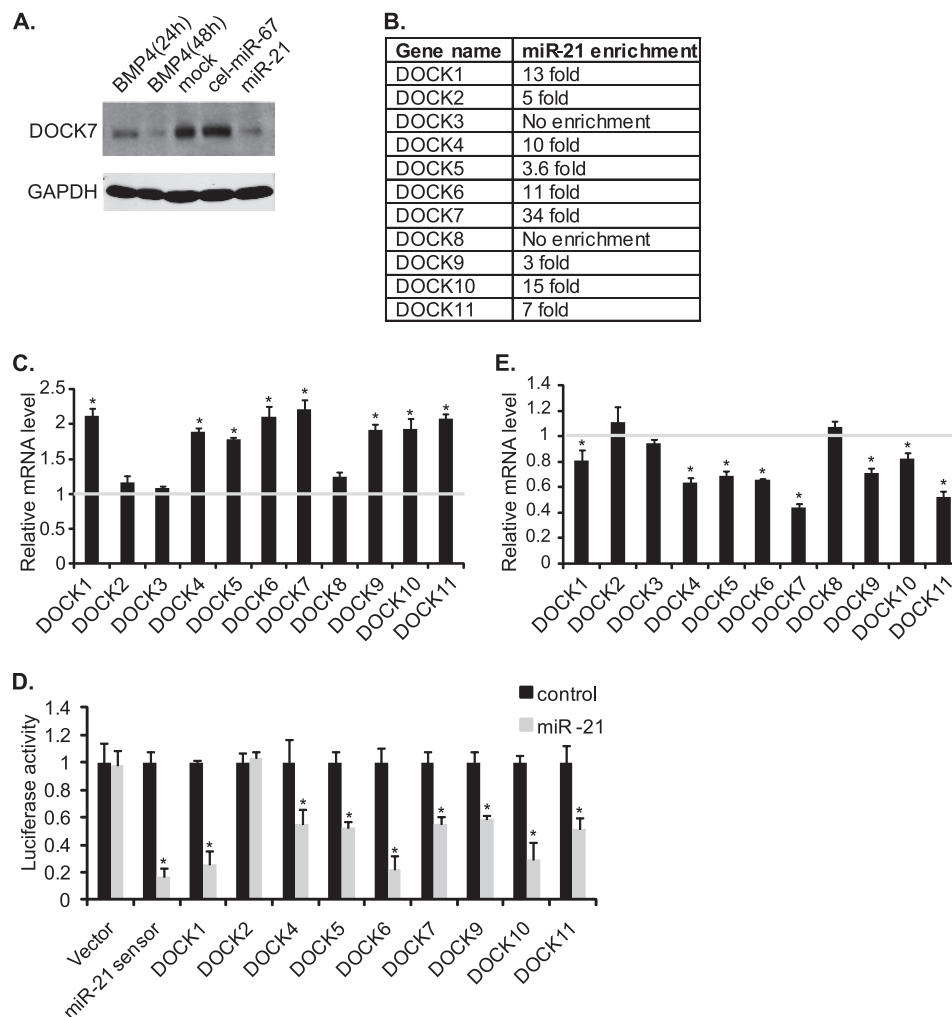 A.
BMP4(24h)
BMP4(48h)
mock
cel-miR-67
miR-21
DOCK7
GAPDH
B.
Gene name miR-21 enrichment
DOCK1 13 fold
DOCK2 5 fold
DOCK3 No enrichment
DOCK4 10 fold
DOCK5 3.6 fold
DOCK6 11 fold
DOCK7 34 fold
DOCK8 No enrichment
DOCK9 3 fold
DOCK10 15 fold
DOCK11 7 fold
C.
Relative mRNA level
2.5
2
1.5
1
0.5
0
* * * * * * * *
DOCK1
DOCK2
DOCK3
DOCK4
DOCK5
DOCK6
DOCK7
DOCK8
DOCK9
DOCK10
DOCK11
E.
Relative mRNA level
1.4
1.2
1
0.8
0.6
0.4
0.2
0
* * * * * * * *
DOCK1
DOCK2
DOCK3
DOCK4
DOCK5
DOCK6
DOCK7
DOCK8
DOCK9
DOCK10
DOCK11
D.
control
miR -21
Luciferase activity
1.4
1.2
1
0.8
0.6
0.4
0.2
0
* * * * * * * * *
Vector
miR-21 sensor
DOCK1
DOCK2
DOCK4
DOCK5
DOCK6
DOCK7
DOCK9
DOCK10
DOCK11